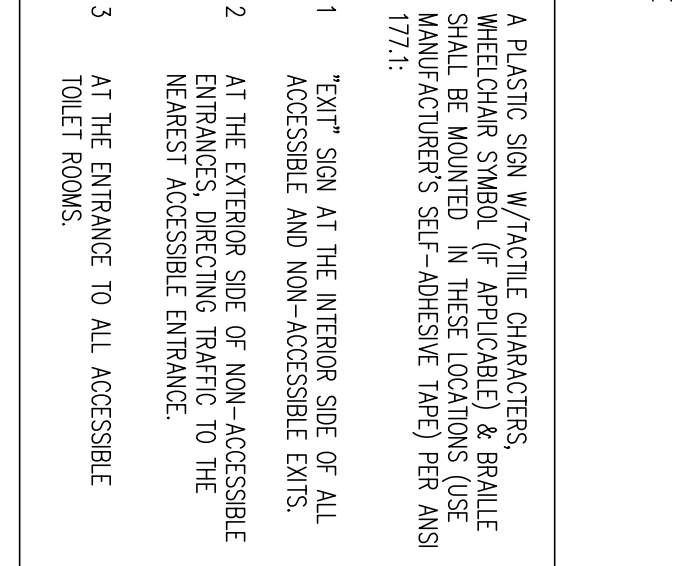 A PLASTIC SIGN W/TACTILE CHARACTERS,
WHEELCHAIR SYMBOL (IF APPLICABLE) & BRAILLE
SHALL BE MOUNTED IN THESE LOCATIONS (USE
MANUFACTURER'S SELF-ADHESIVE TAPE) PER ANSI
177.1:
1 "EXIT" SIGN AT THE INTERIOR SIDE OF ALL
ACCESSIBLE AND NON-ACCESSIBLE EXITS.
2 AT THE EXTERIOR SIDE OF NON-ACCESSIBLE
ENTRANCES, DIRECTING TRAFFIC TO THE
NEAREST ACCESSIBLE ENTRANCE.
3 AT THE ENTRANCE TO ALL ACCESSIBLE
TOILET ROOMS.